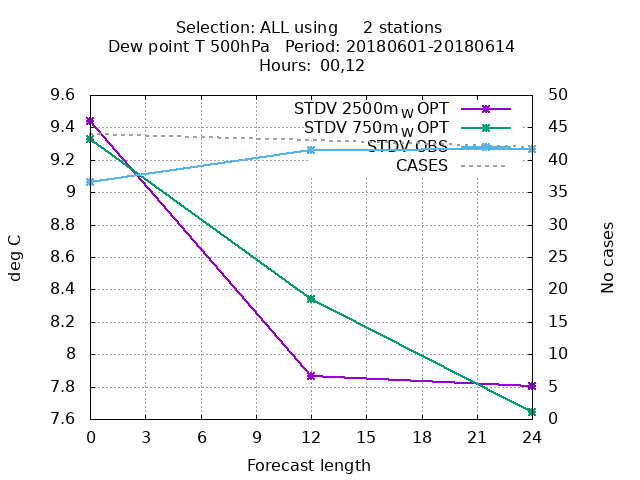 Selection: ALL using     2 stations
Dew point T 500hPa   Period: 20180601-20180614
Hours: 00,12
STDV 2500m_W OPT
STDV 750m_W OPT
STDV OBS
CASES
9.6
9.4
9.2
9
8.8
8.6
8.4
8.2
8
7.8
7.6
50
45
40
35
30
25
20
15
10
5
0
deg C
No cases
0 3 6 9 12 15 18 21 24
Forecast length